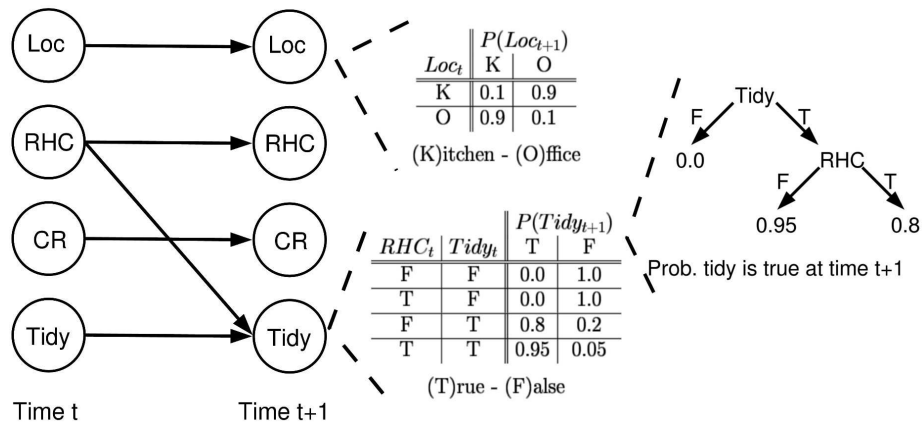 Loc
Loc
RHC
RHC
CR
CR
Tidy
Tidy
Time t
Time t+1
P(Loc_{t+1})
Loc_t K O
K 0.1 0.9
O 0.9 0.1
(K)itchen - (O)ffice
P(Tidy_{t+1})
RHC_t Tidy_t T F
F F 0.0 1.0
T F 0.0 1.0
F T 0.8 0.2
T T 0.95 0.05
(T)rue - (F)alse
Tidy
F T
0.0 RHC
F T
0.95 0.8
Prob. tidy is true at time t+1